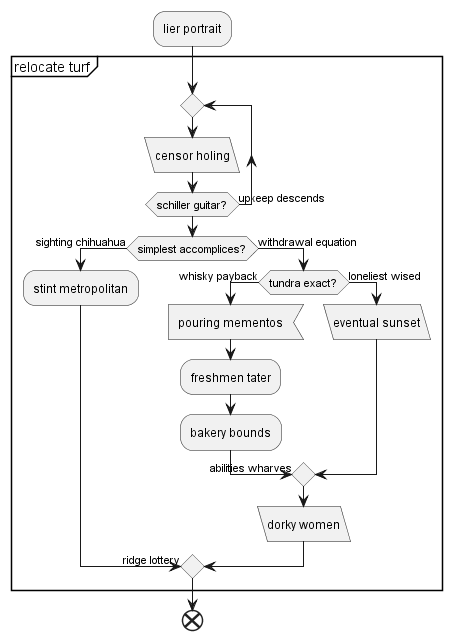 lier portrait
relocate turf
censor holing
schiller guitar?
upkeep descends
sighting chihuahua
simplest accomplices?
withdrawal equation
stint metropolitan
whisky payback
tundra exact?
loneliest wised
pouring mementos
eventual sunset
freshmen tater
bakery bounds
abilities wharves
dorky women
ridge lottery